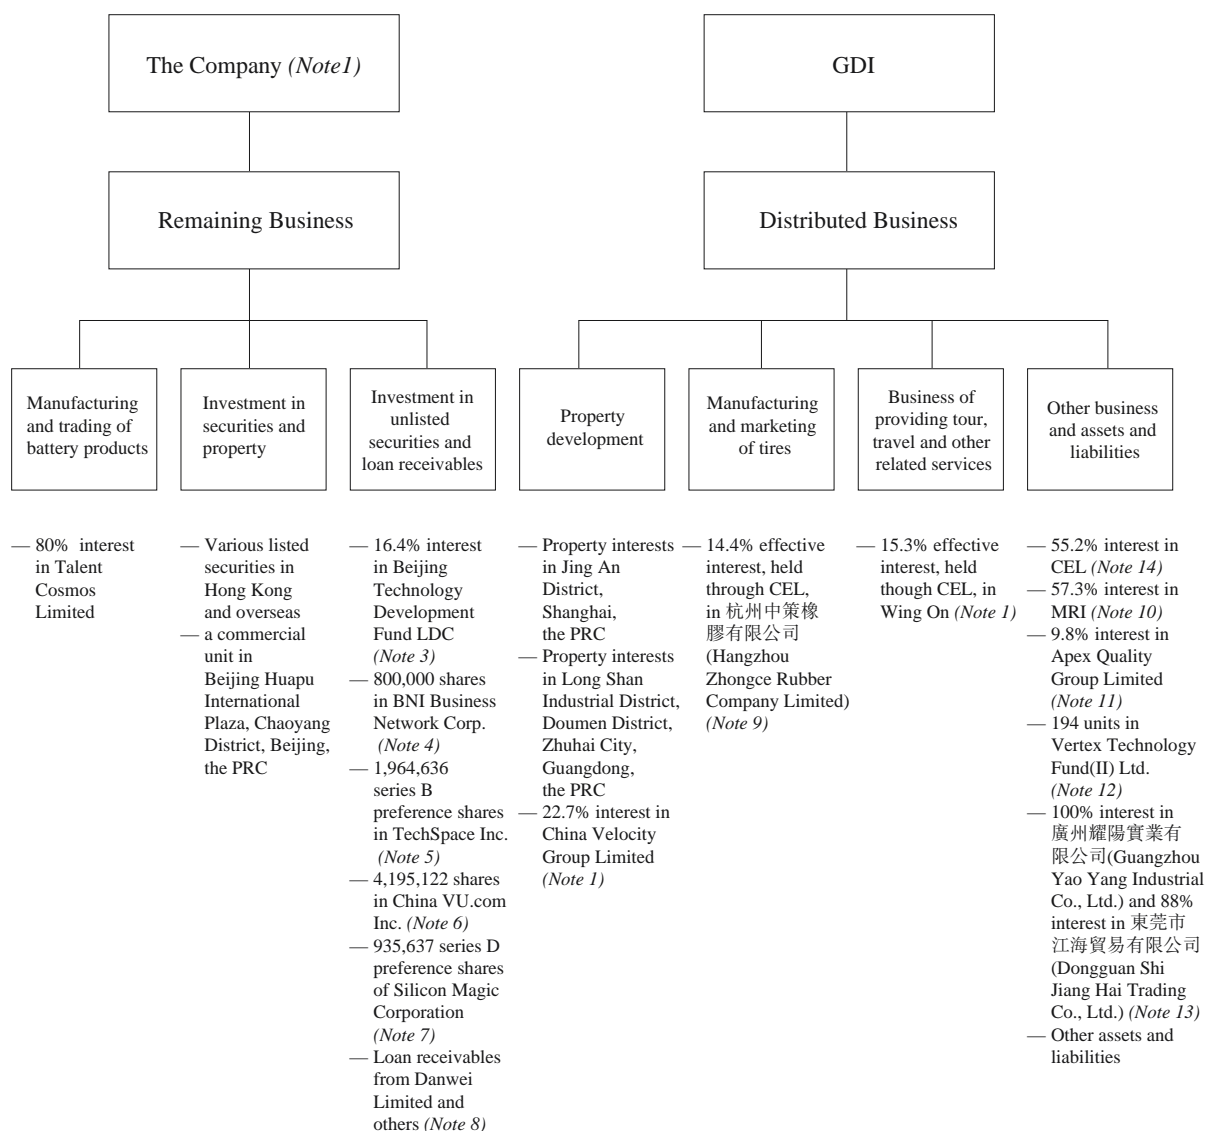 The Company (Note1)
GDI
Remaining Business
Distributed Business
Manufacturing
and trading of
battery products
Investment in
securities and
property
Investment in
unlisted
securities and
loan receivables
Property
development
Manufacturing
and marketing
of tires
Business of
providing tour,
travel and other
related services
Other business
and assets and
liabilities
— 80% interest
in Talent
Cosmos
Limited
— Various listed
securities in
Hong Kong
and overseas
— a commercial
unit in
Beijing Huapu
International
Plaza, Chaoyang
District, Beijing,
the PRC
— 16.4% interest
in Beijing
Technology
Development
Fund LDC
(Note 3)
— 800,000 shares
in BNI Business
Network Corp.
(Note 4)
— 1,964,636
series B
preference shares
in TechSpace Inc.
(Note 5)
— 4,195,122 shares
in China VU.com
Inc. (Note 6)
— 935,637 series D
preference shares
of Silicon Magic
Corporation
(Note 7)
— Loan receivables
from Danwei
Limited and
others (Note 8)
— Property interests
in Jing An
District,
Shanghai,
the PRC
— Property interests
in Long Shan
Industrial District,
Doumen District,
Zhuhai City,
Guangdong,
the PRC
— 22.7% interest in
China Velocity
Group Limited
(Note 1)
— 14.4% effective
interest, held
through CEL,
in 杭州中策橡
膠有限公司
(Hangzhou
Zhongce Rubber
Company Limited)
(Note 9)
— 15.3% effective
interest, held
though CEL, in
Wing On (Note 1)
— 55.2% interest in
CEL (Note 14)
— 57.3% interest in
MRI (Note 10)
— 9.8% interest in
Apex Quality
Group Limited
(Note 11)
— 194 units in
Vertex Technology
Fund(II) Ltd.
(Note 12)
— 100% interest in
廣州耀陽實業有
限公司(Guangzhou
Yao Yang Industrial
Co., Ltd.) and 88%
interest in 東莞市
江海貿易有限公司
(Dongguan Shi
Jiang Hai Trading
Co., Ltd.) (Note 13)
— Other assets and
liabilities